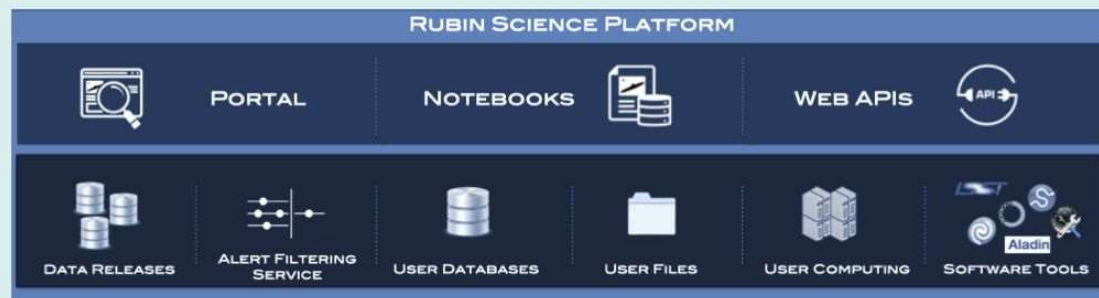 RUBIN SCIENCE PLATFORM
PORTAL
NOTEBOOKS
WEB APIS
API
DATA RELEASES
ALERT FILTERING
SERVICE
USER DATABASES
USER FILES
USER COMPUTING
LSST
Aladin
SOFTWARE TOOLS